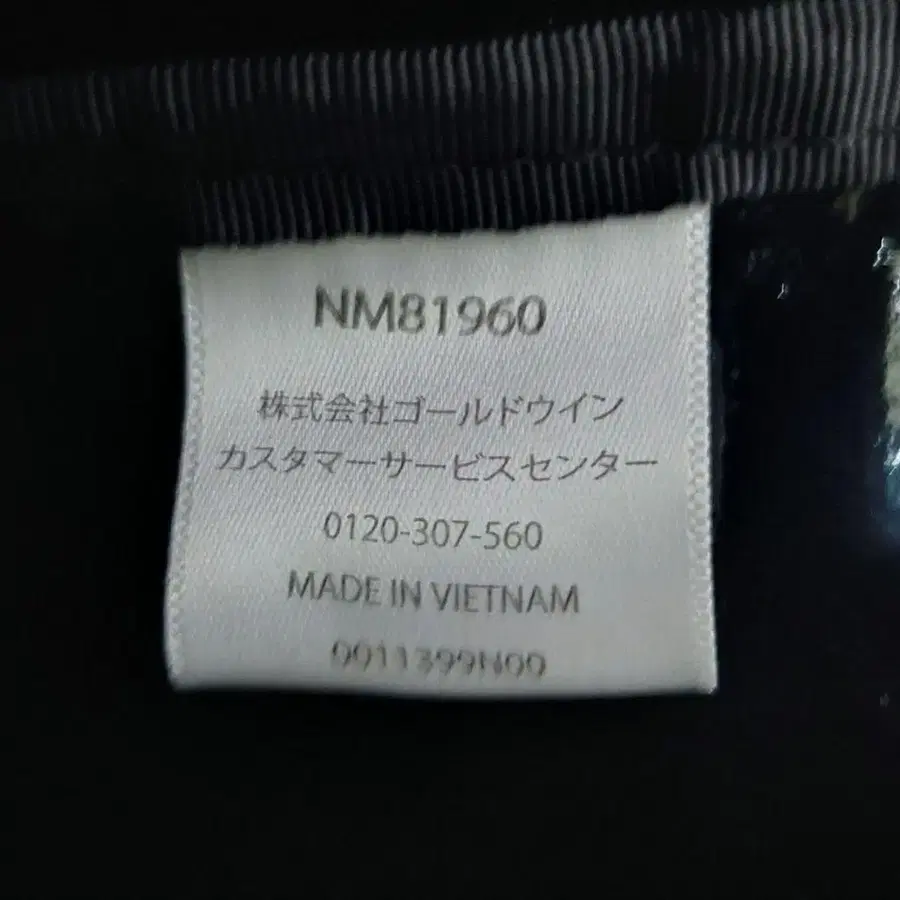 NM81960
株式会社ゴールドウイン
カスタマーサービスセンター
0120-307-560
MADE IN VIETNAM
0011399N00